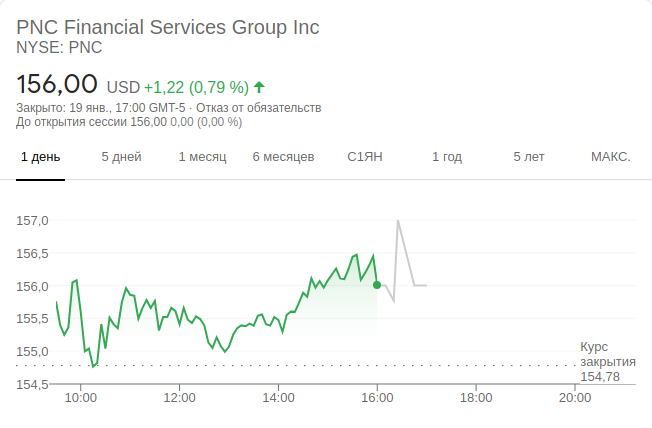 PNC Financial Services Group Inc
NYSE: PNC
156,00 USD +1,22 (0,79 %)
Закрыто: 19 янв., 17:00 GMT-5 · Отказ от обязательств
До открытия сессии 156,00 0,00 (0,00 %)
1 день 5 дней 1 месяц 6 месяцев С1ЯН 1 год 5 лет МАКС.
157,0
156,5
156,0
155,5
155,0
154,5
Курс
закрытия
154,78
10:00 12:00 14:00 16:00 18:00 20:00